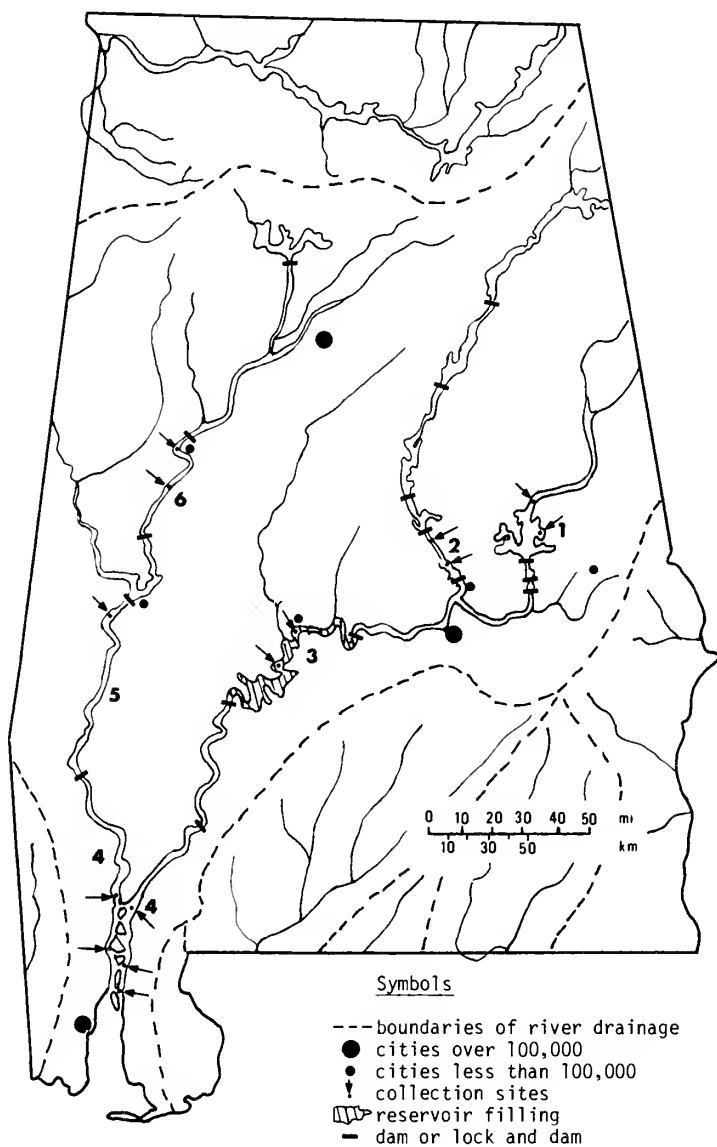 1
2
6
3
5
0 10 20 30 40 50 mi
10 30 50 km
4
4
Symbols
boundaries of river drainage
cities over 100,000
cities less than 100,000
collection sites
reservoir filling
dam or lock and dam